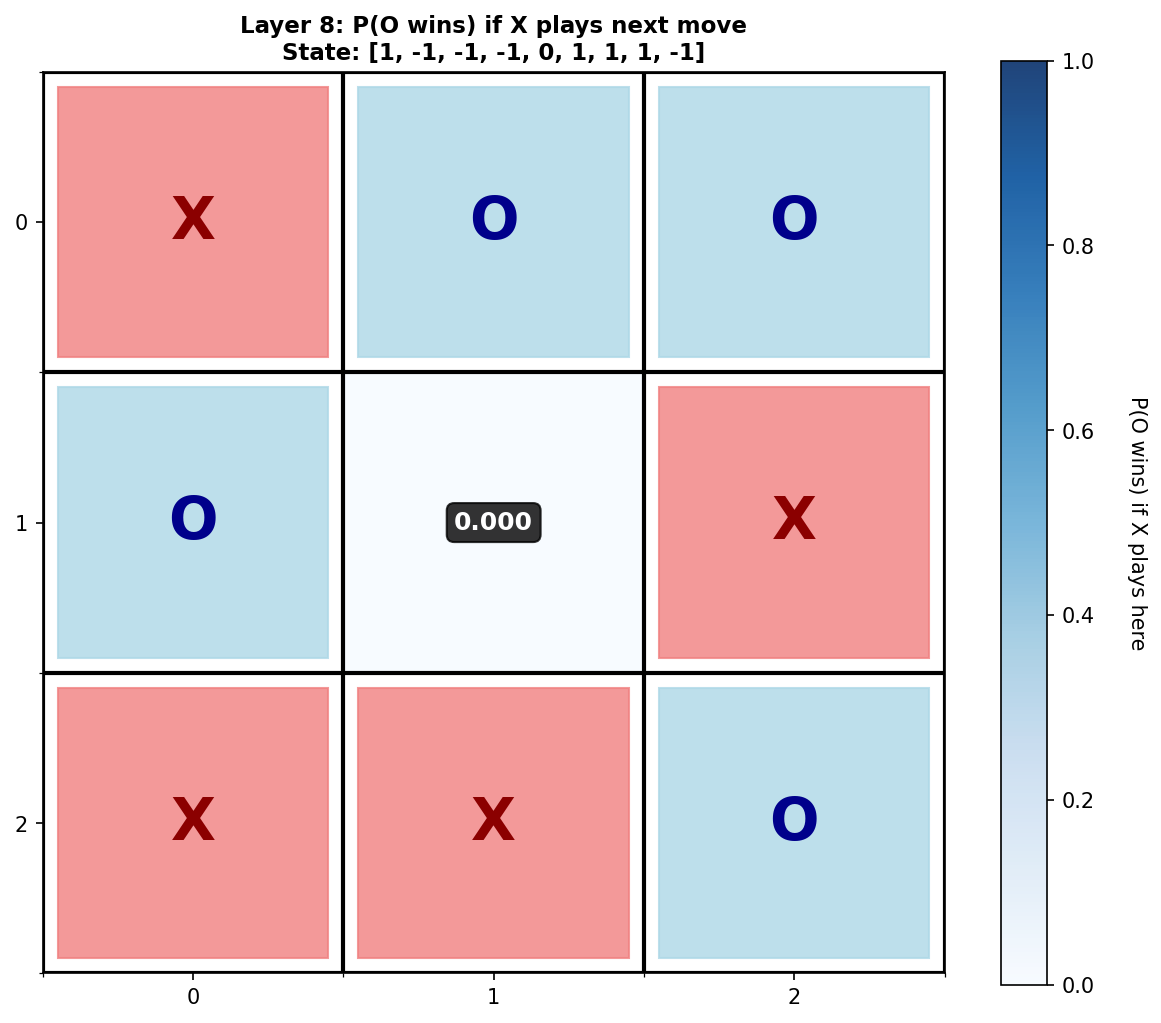 Layer 8: P(O wins) if X plays next move
State: [1, -1, -1, -1, 0, 1, 1, 1, -1]
0
X
O
O
1
O
0.000
X
2
X
X
O
0
1
2
1.0
0.8
0.6
0.4
0.2
0.0
P(O wins) if X plays here